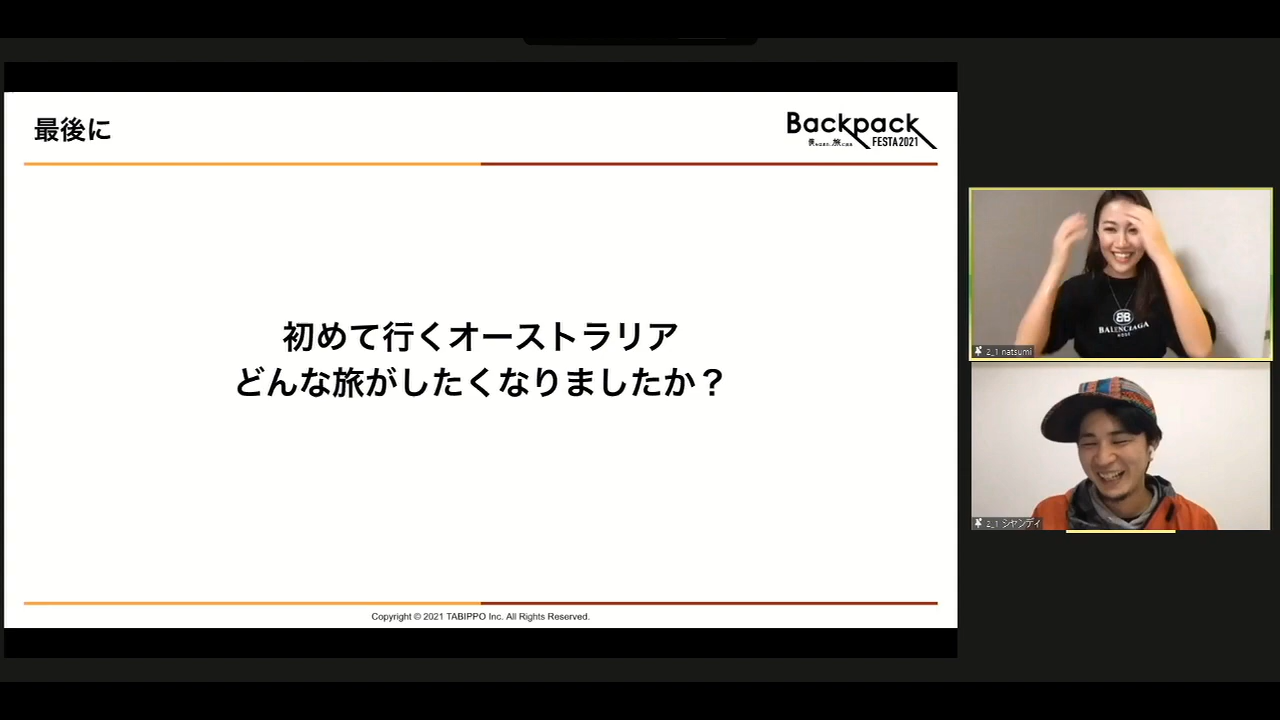 最後に
Backpack
FESTA2021
初めて行くオーストラリア
どんな旅がしたくなりましたか？
Copyright © 2021 TABIPPO Inc. All Rights Reserved.
BALENCIAGA
2_1 natsumi
2_1 シャンディ